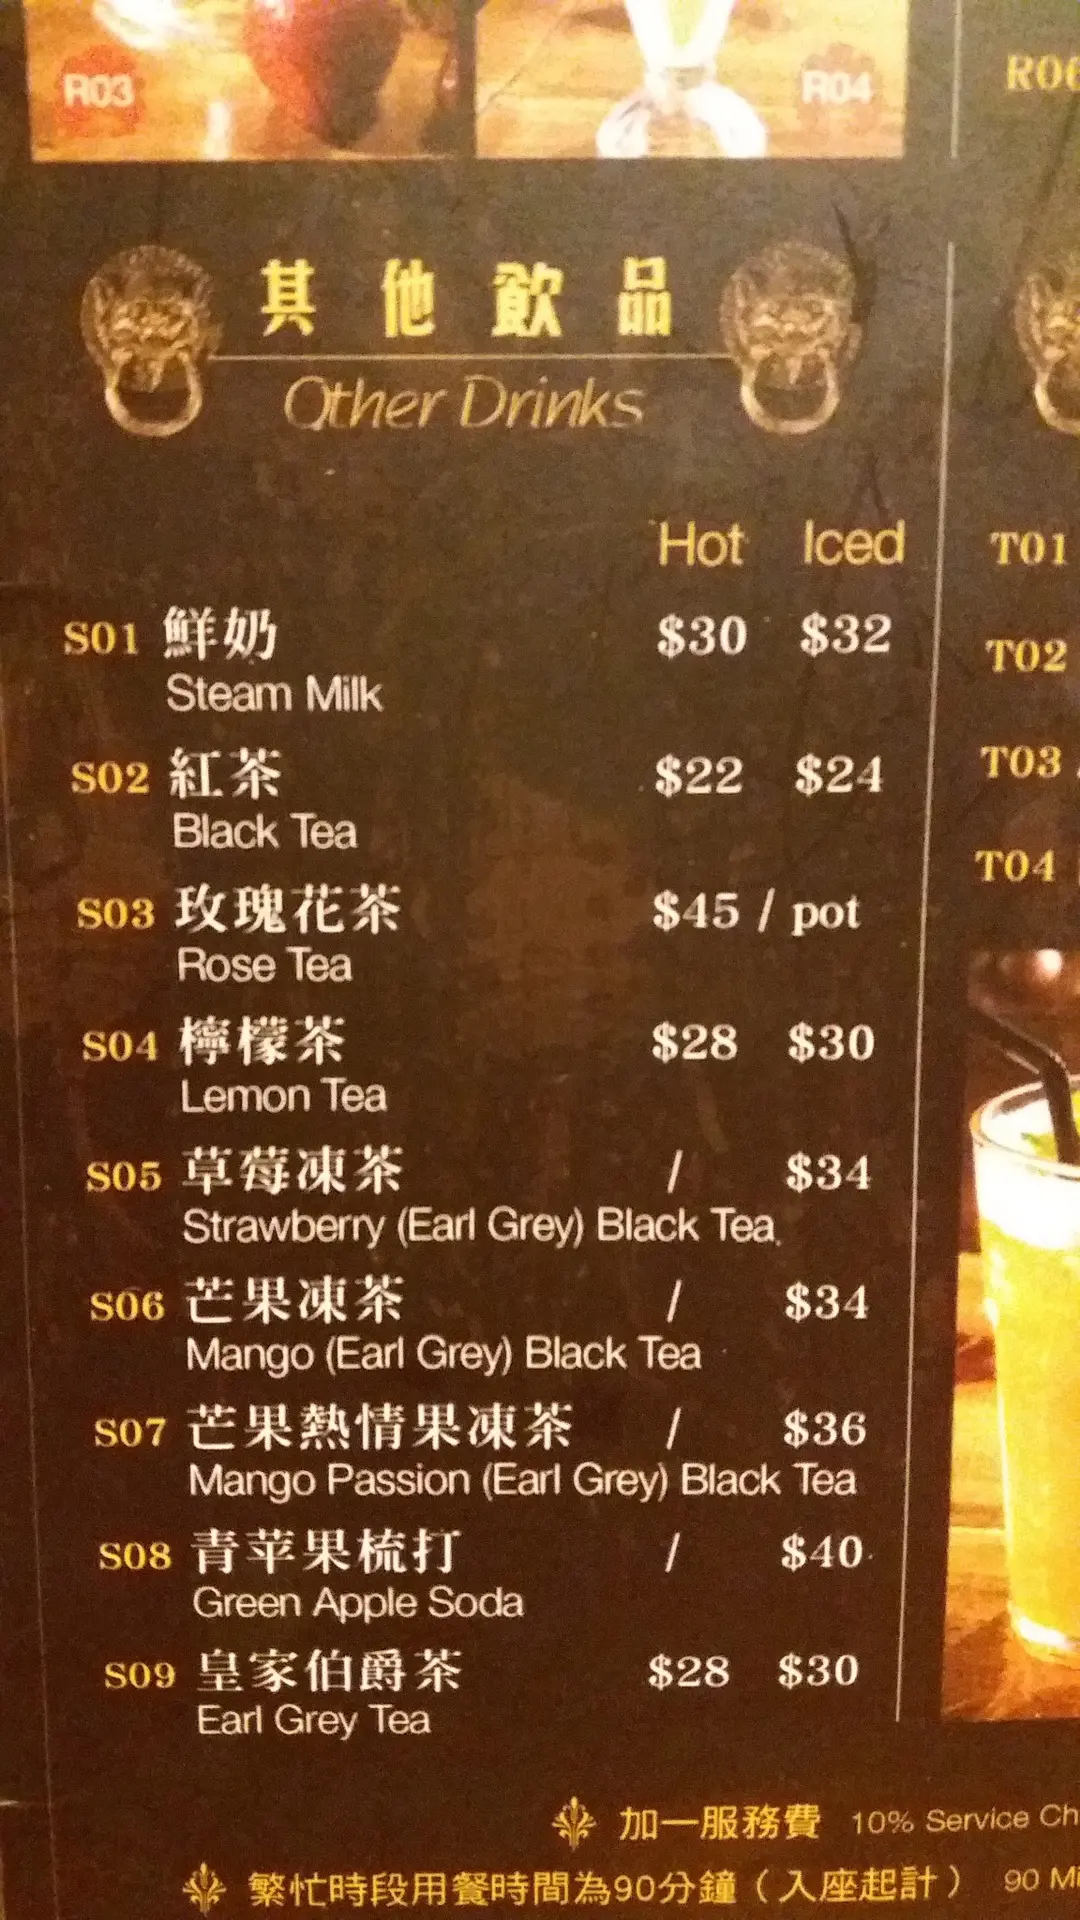 R03
R04
R06
其他飲品
Other Drinks
Hot Iced
S01 鮮奶 $30 $32
Steam Milk
S02 紅茶 $22 $24
Black Tea
S03 玫瑰花茶 $45 / pot
Rose Tea
S04 檸檬茶 $28 $30
Lemon Tea
S05 草莓凍茶 / $34
Strawberry (Earl Grey) Black Tea
S06 芒果凍茶 / $34
Mango (Earl Grey) Black Tea
S07 芒果熱情果凍茶 / $36
Mango Passion (Earl Grey) Black Tea
S08 青苹果梳打 / $40
Green Apple Soda
S09 皇家伯爵茶 $28 $30
Earl Grey Tea
T01
T02
T03
T04
加一服務費 10% Service
繁忙時段用餐時間為90分鐘（入座起計） 90